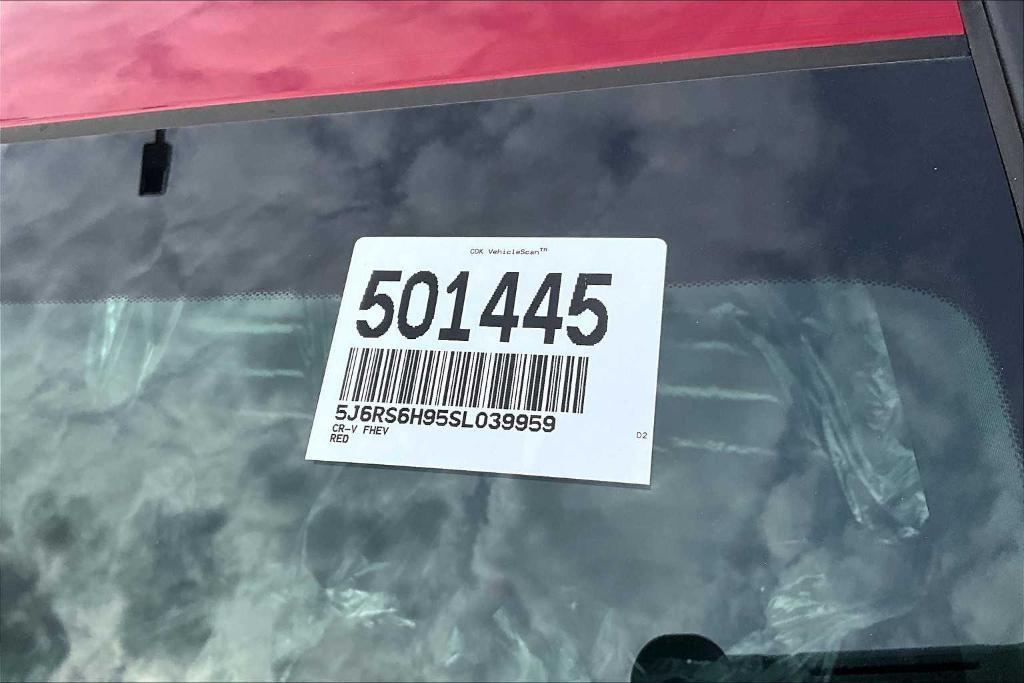 CDK VehicleScan™
501445
5J6RS6H95SL039959
CR-V FHEV
RED
D2